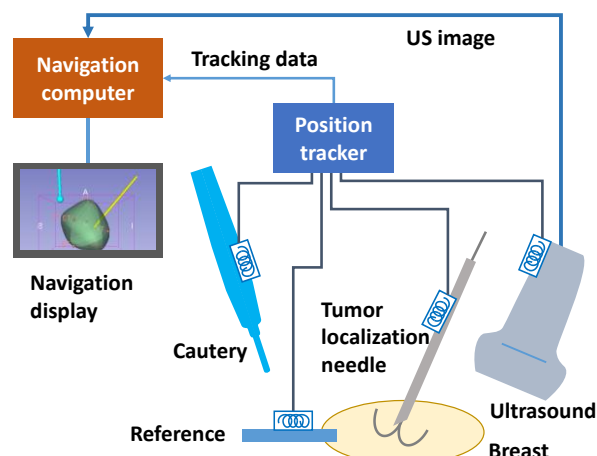 US image
Navigation
computer
Tracking data
Position
tracker
A
Navigation
display
Cautery
Tumor
localization
needle
Ultrasound
Reference
Breast